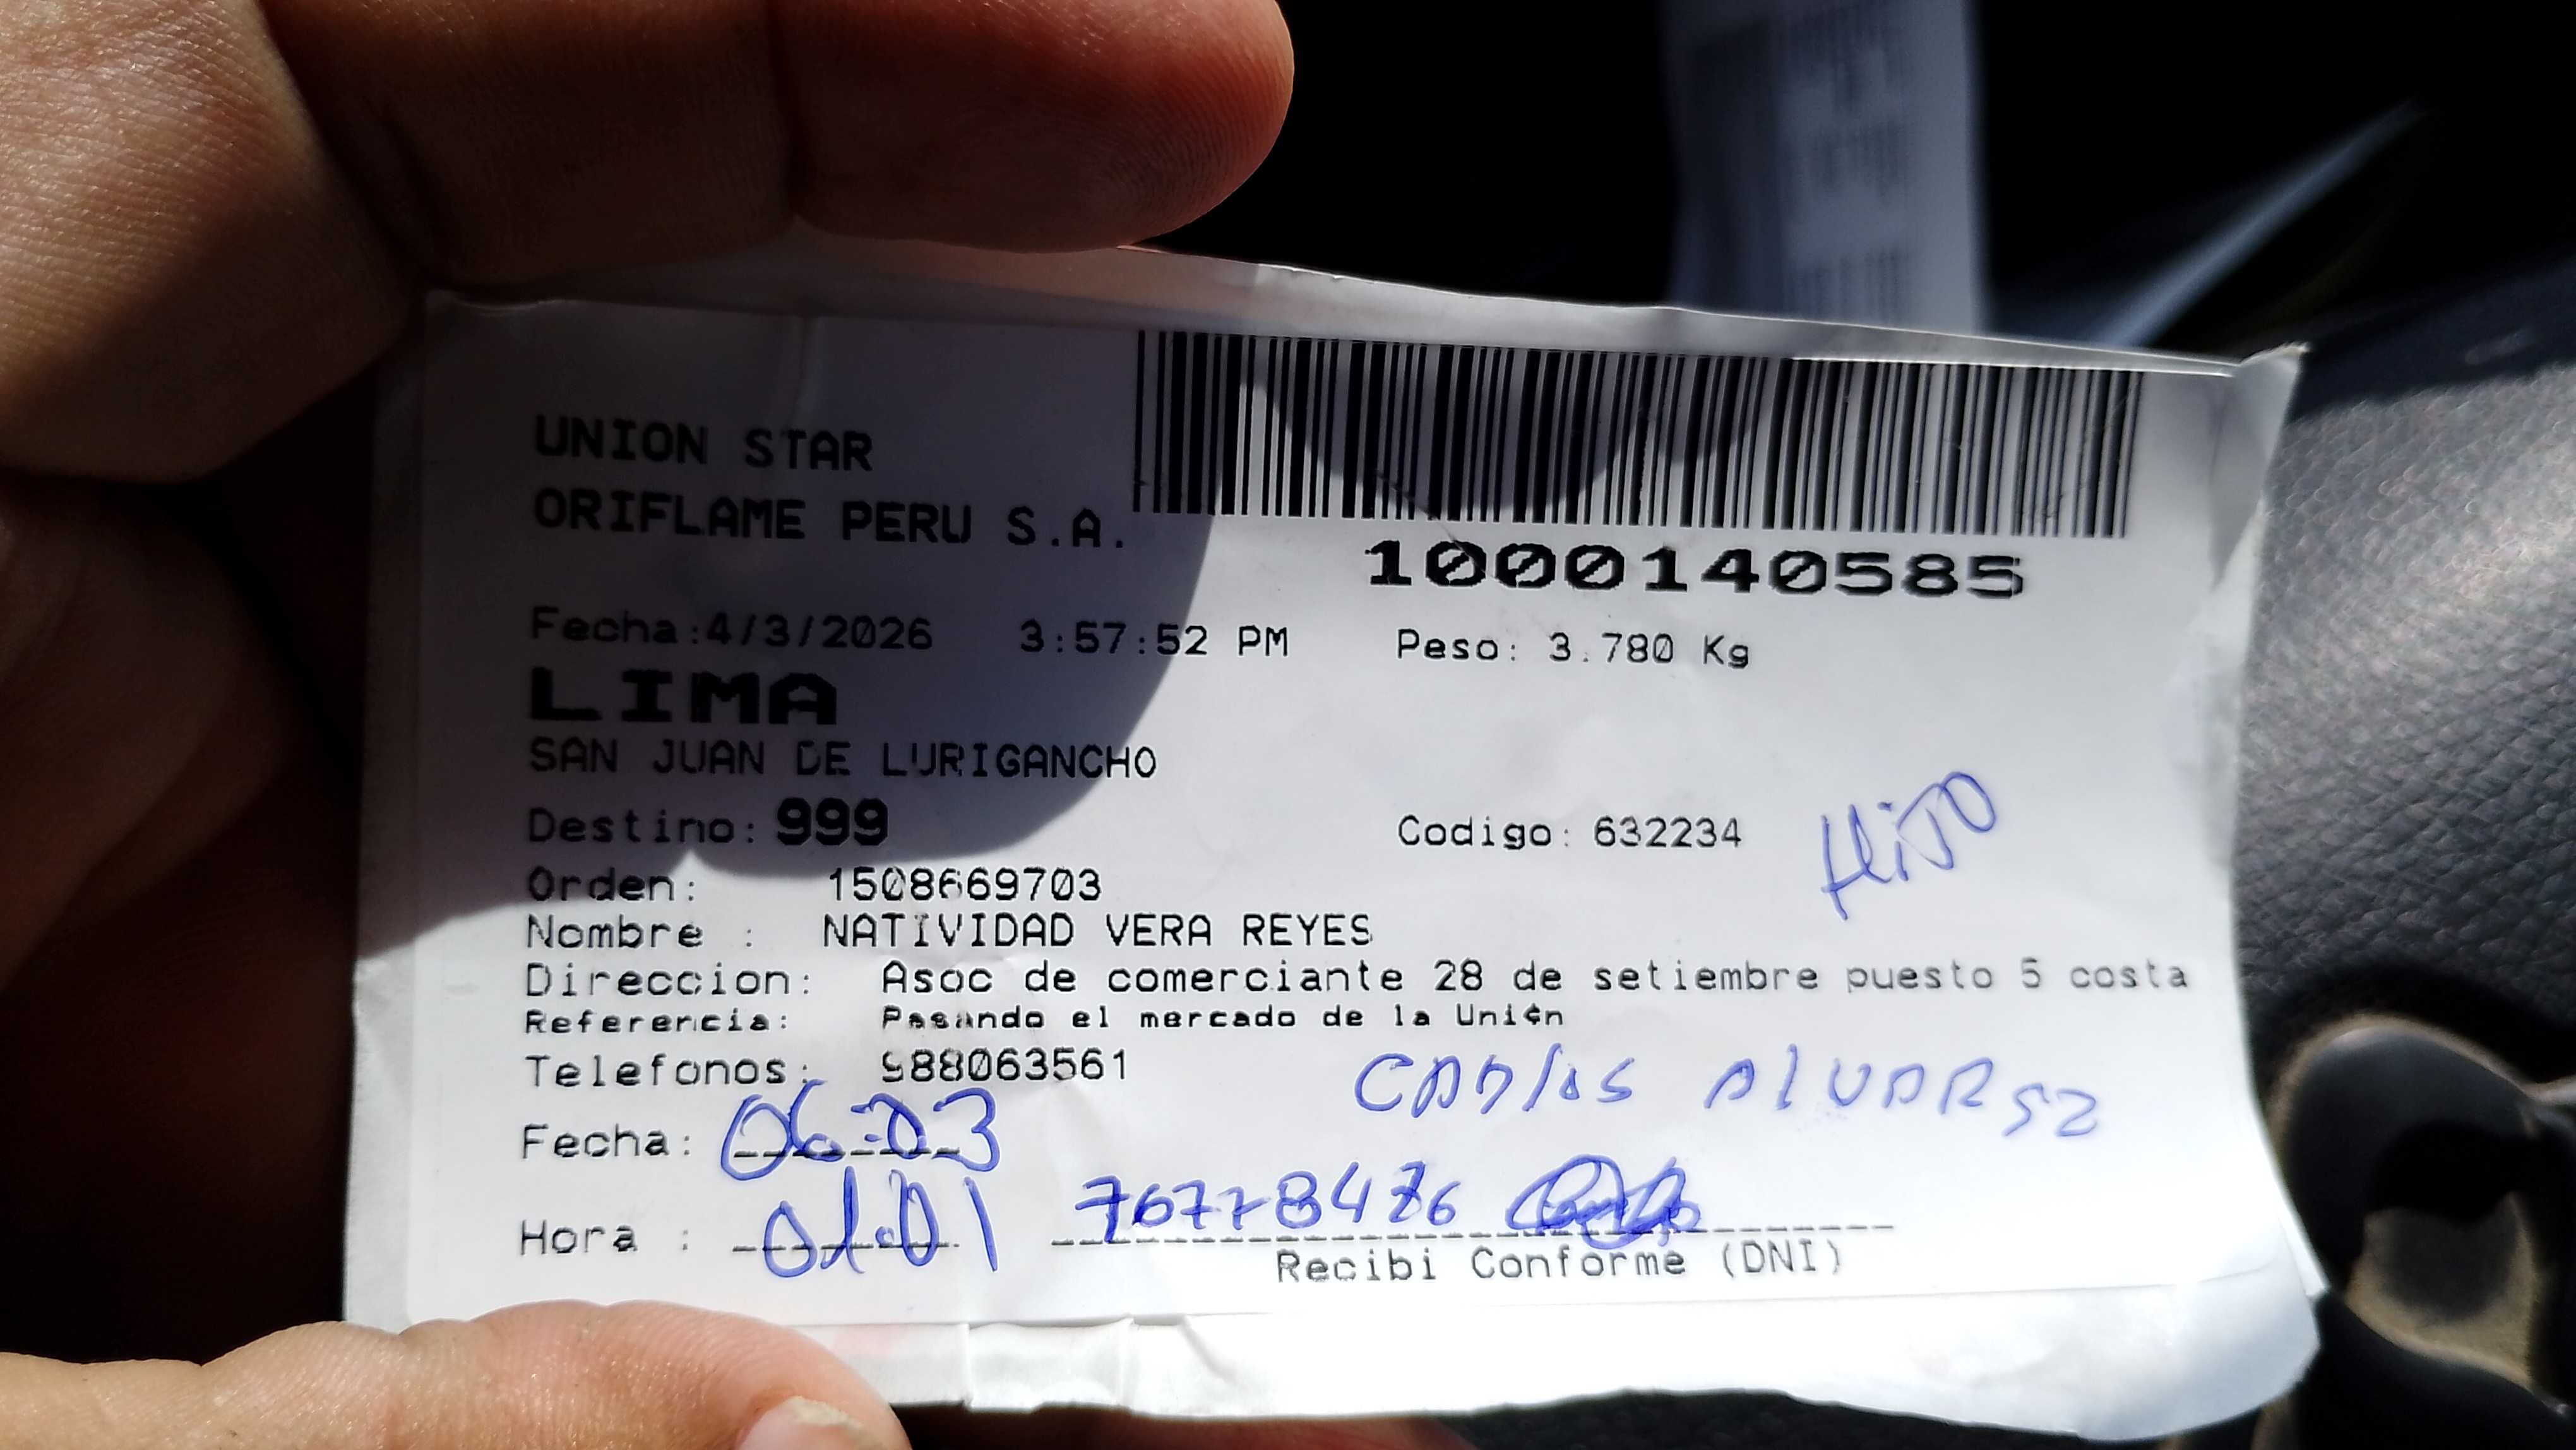 UNION STAR
ORIFLAME PERU S.A.
1000140585
Fecha:4/3/2026 3:57:52 PM Peso: 3.780 Kg
LIMA
SAN JUAN DE LURIGANCHO
Destino: 999 Codigo: 632234 HiJO
Orden: 1508669703
Nombre : NATIVIDAD VERA REYES
Direccion: Asoc de comerciante 28 de setiembre puesto 5 costa
Referencia: Pasando el mercado de la Uni¢n
Telefonos: 988063561
CARlos AlVAREZ
Fecha: 06-03
Hora : 01:01 76778476
Recibi Conforme (DNI)